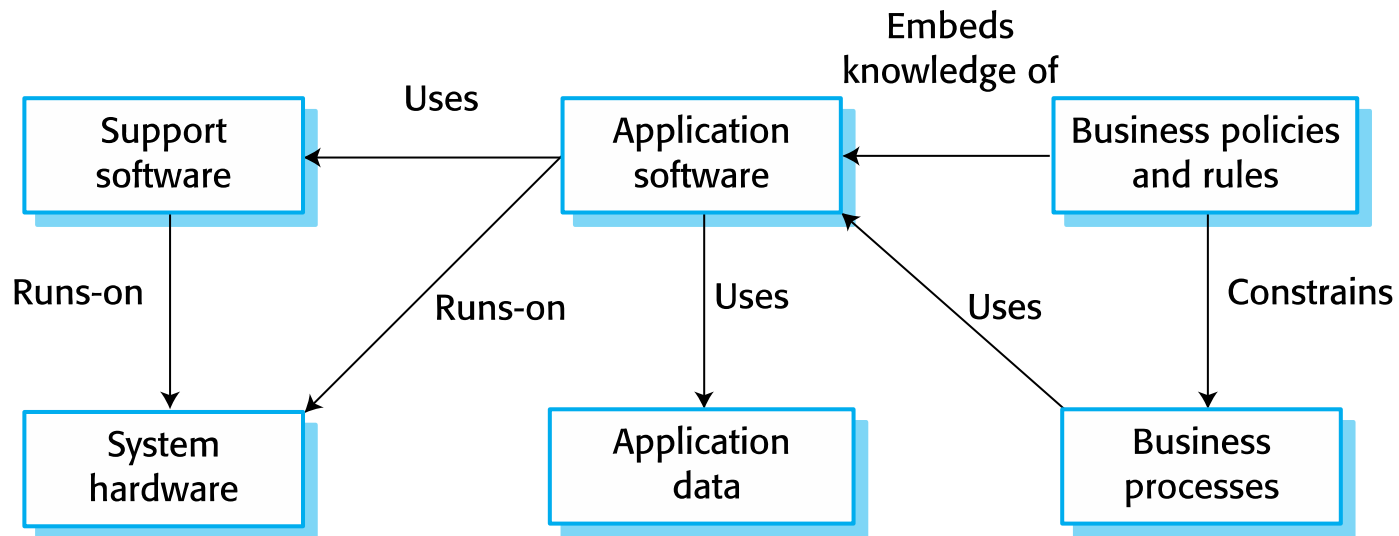 Embeds
knowledge of
Uses
Support
software
Application
software
Business policies
and rules
Runs-on
Runs-on
Uses
Uses
Constrains
System
hardware
Application
data
Business
processes